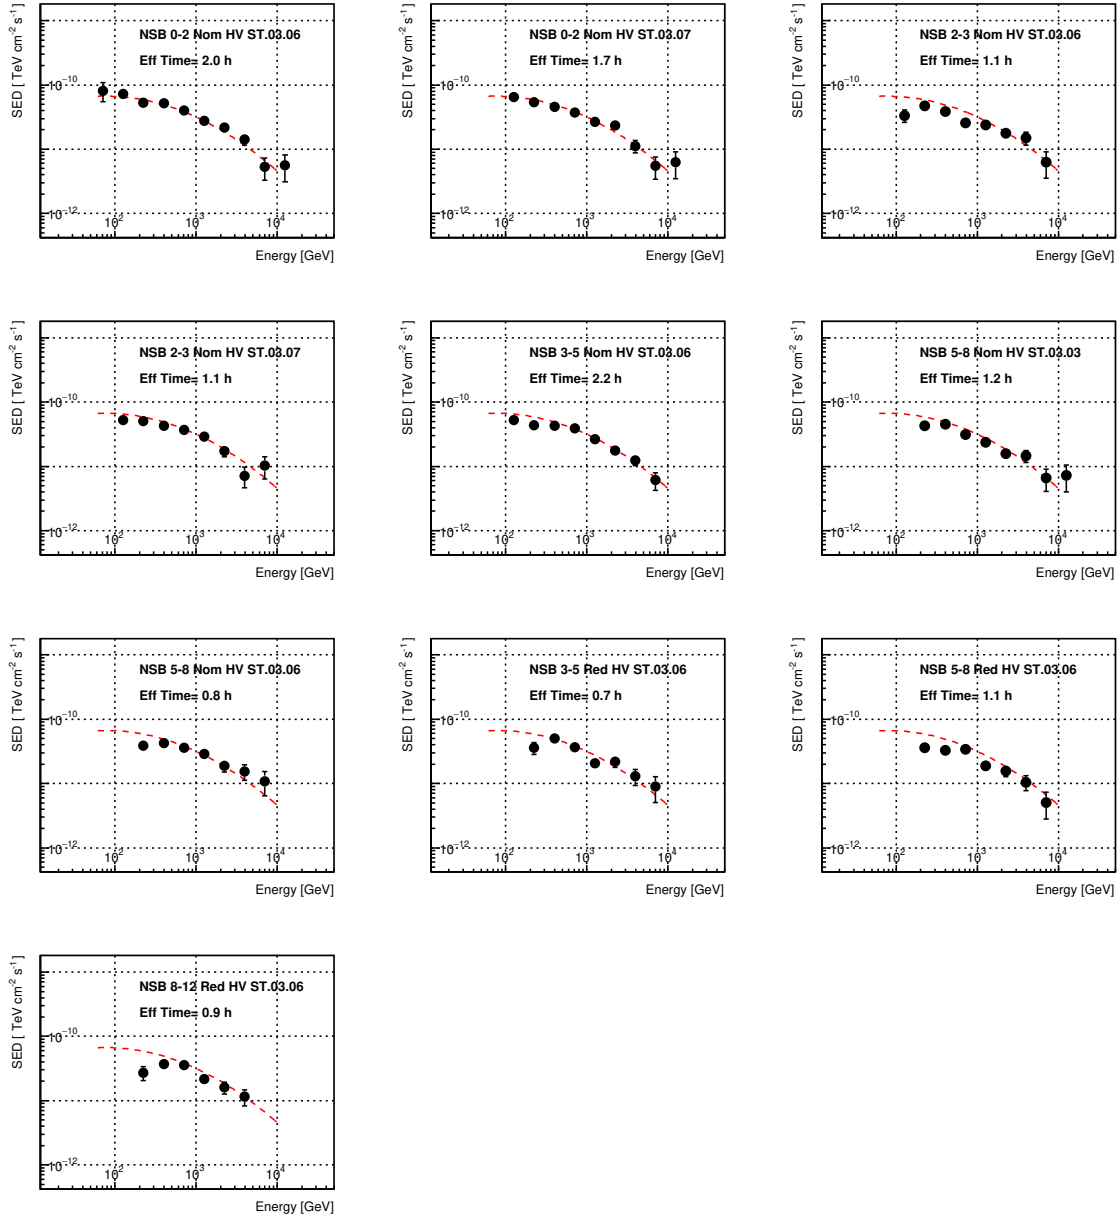 SED [ TeV cm⁻² s⁻¹ ]
NSB 0-2 Nom HV ST.03.06
Eff Time= 2.0 h
10⁻¹⁰
10⁻¹²
10² 10³ 10⁴
Energy [GeV]
SED [ TeV cm⁻² s⁻¹ ]
NSB 0-2 Nom HV ST.03.07
Eff Time= 1.7 h
10⁻¹⁰
10⁻¹²
10² 10³ 10⁴
Energy [GeV]
SED [ TeV cm⁻² s⁻¹ ]
NSB 2-3 Nom HV ST.03.06
Eff Time= 1.1 h
10⁻¹⁰
10⁻¹²
10² 10³ 10⁴
Energy [GeV]
SED [ TeV cm⁻² s⁻¹ ]
NSB 2-3 Nom HV ST.03.07
Eff Time= 1.1 h
10⁻¹⁰
10⁻¹²
10² 10³ 10⁴
Energy [GeV]
SED [ TeV cm⁻² s⁻¹ ]
NSB 3-5 Nom HV ST.03.06
Eff Time= 2.2 h
10⁻¹⁰
10⁻¹²
10² 10³ 10⁴
Energy [GeV]
SED [ TeV cm⁻² s⁻¹ ]
NSB 5-8 Nom HV ST.03.03
Eff Time= 1.2 h
10⁻¹⁰
10⁻¹²
10² 10³ 10⁴
Energy [GeV]
SED [ TeV cm⁻² s⁻¹ ]
NSB 5-8 Nom HV ST.03.06
Eff Time= 0.8 h
10⁻¹⁰
10⁻¹²
10² 10³ 10⁴
Energy [GeV]
SED [ TeV cm⁻² s⁻¹ ]
NSB 3-5 Red HV ST.03.06
Eff Time= 0.7 h
10⁻¹⁰
10⁻¹²
10² 10³ 10⁴
Energy [GeV]
SED [ TeV cm⁻² s⁻¹ ]
NSB 5-8 Red HV ST.03.06
Eff Time= 1.1 h
10⁻¹⁰
10⁻¹²
10² 10³ 10⁴
Energy [GeV]
SED [ TeV cm⁻² s⁻¹ ]
NSB 8-12 Red HV ST.03.06
Eff Time= 0.9 h
10⁻¹⁰
10⁻¹²
10² 10³ 10⁴
Energy [GeV]